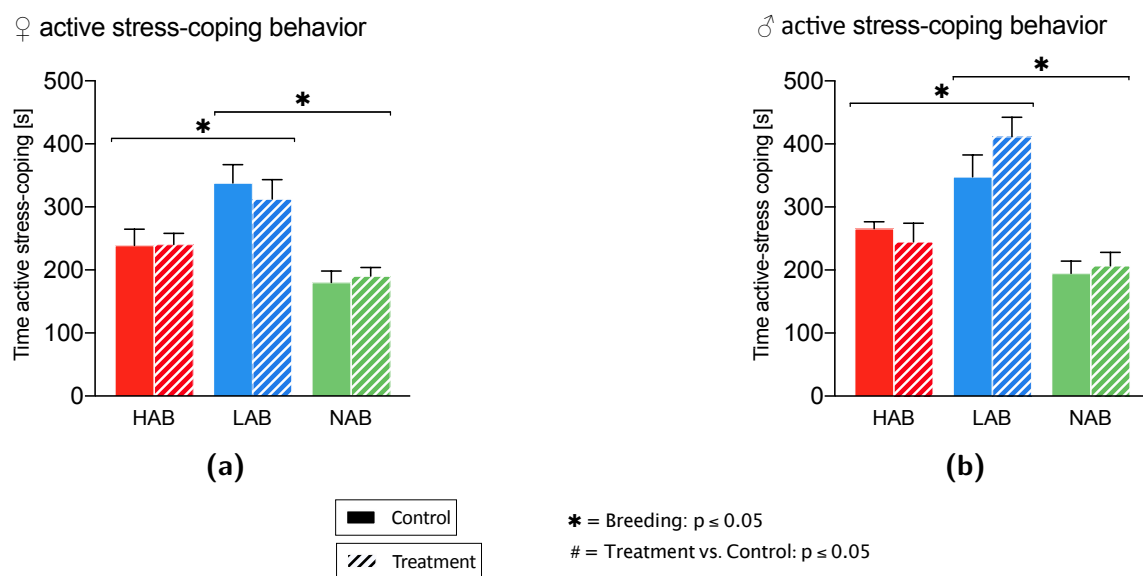 ♀ active stress-coping behavior
Time active stress-coping [s]
500
400
300
200
100
0
*
*
HAB LAB NAB
(a)
♂ active stress-coping behavior
Time active-stress coping [s]
500
400
300
200
100
0
*
*
HAB LAB NAB
(b)
Control
Treatment
* = Breeding: p ≤ 0.05
# = Treatment vs. Control: p ≤ 0.05